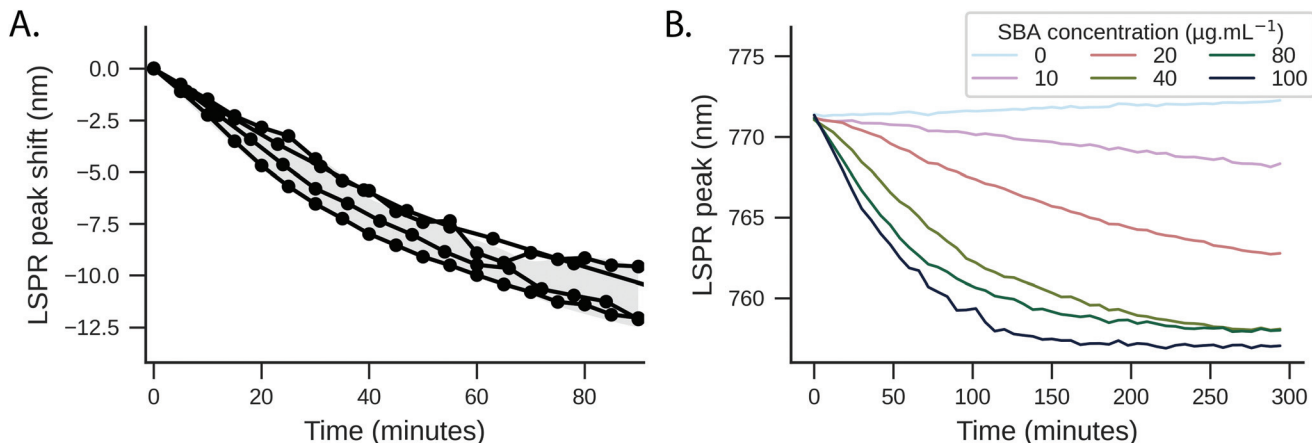 A.
LSPR peak shift (nm)
0.0
−2.5
−5.0
−7.5
−10.0
−12.5
0 20 40 60 80
Time (minutes)
B.
SBA concentration (µg.mL⁻¹)
0 20 80
10 40 100
LSPR peak (nm)
775
770
765
760
0 50 100 150 200 250 300
Time (minutes)